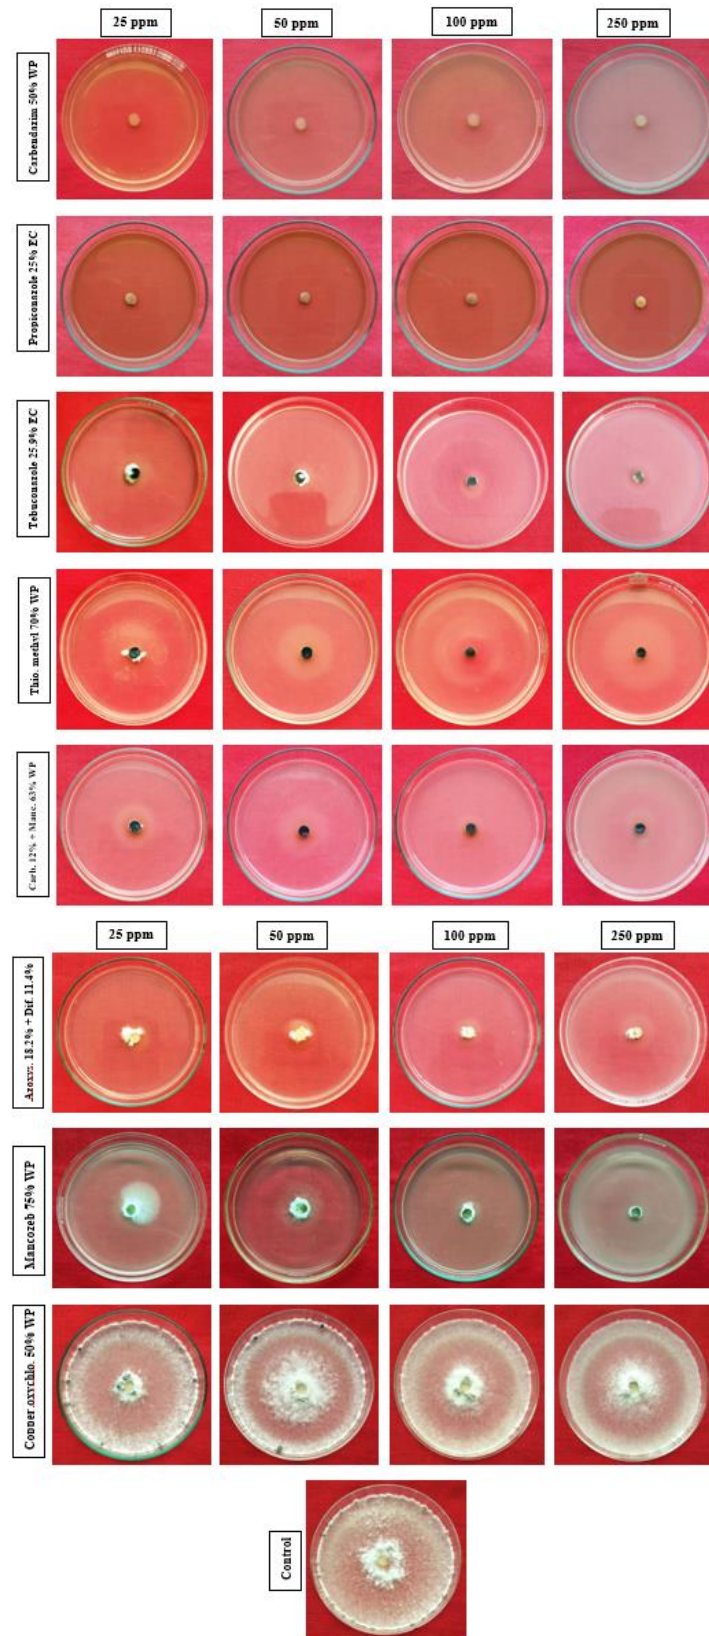 25 ppm
50 ppm
100 ppm
250 ppm
Carbendazim 50% WP
Propiconazole 25% EC
Tebuconazole 25.9% EC
Thio. methyl 70% WP
Carb. 12% + Manc. 63% WP
25 ppm
50 ppm
100 ppm
250 ppm
Azoxys. 18.2% + Dif. 11.4%
Mancozeb 75% WP
Copper oxychlo. 50% WP
Control